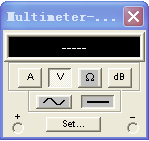 Multimeter-...
-----
A V Ω dB
+ Set... -